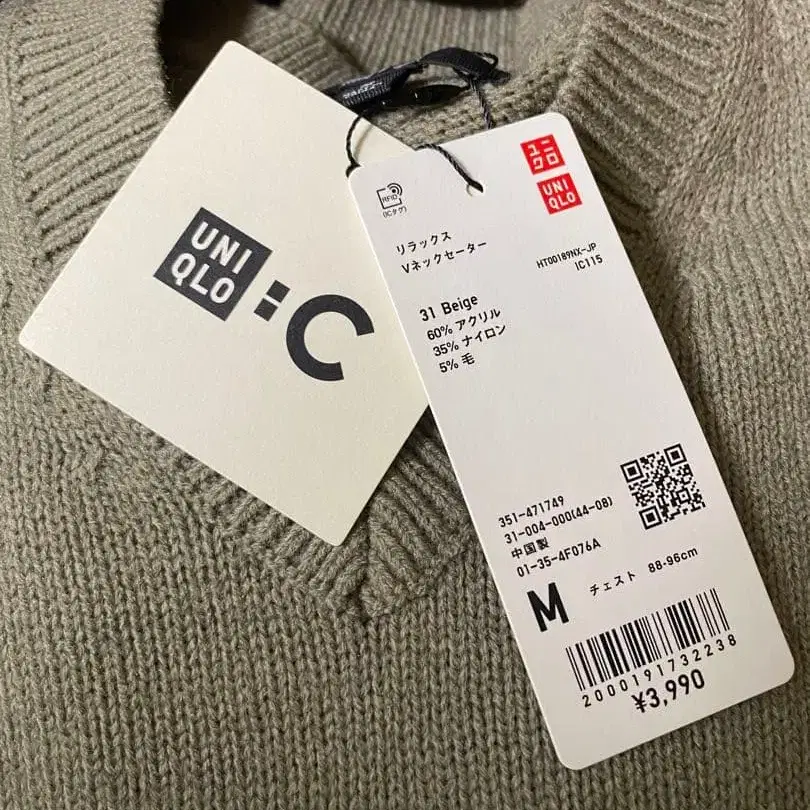 UNI
QLO
:C
ユニ
クロ
UNI
QLO
RFID
(ICタグ)
リラックス
Vネックセーター
HT00189NX-JP
IC115
31 Beige
60% アクリル
35% ナイロン
5% 毛
351-471749
31-004-000(44-08)
中国製
01-35-4F076A
M チェスト 88-96cm
2000191732238
¥3,990